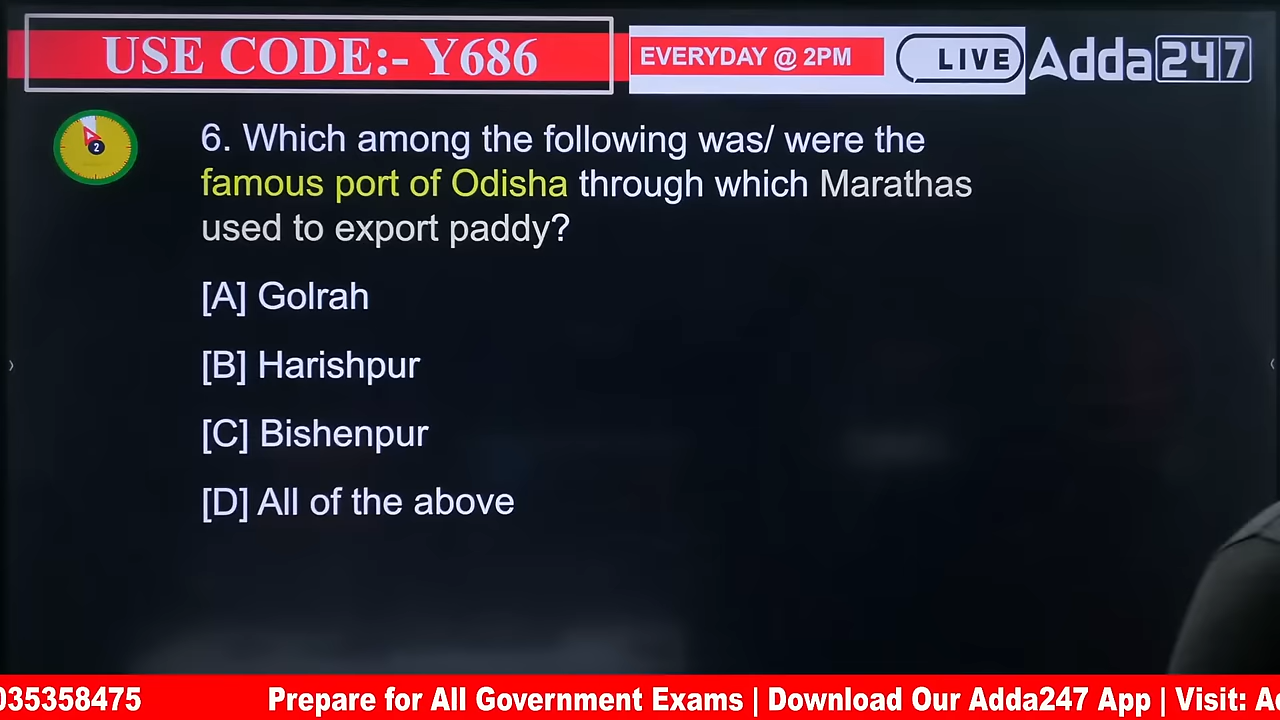 USE CODE:- Y686
EVERYDAY @ 2PM
LIVE
Adda247
2
6. Which among the following was/ were the
famous port of Odisha through which Marathas
used to export paddy?
[A] Golrah
[B] Harishpur
[C] Bishenpur
[D] All of the above
035358475 Prepare for All Government Exams | Download Our Adda247 App | Visit: